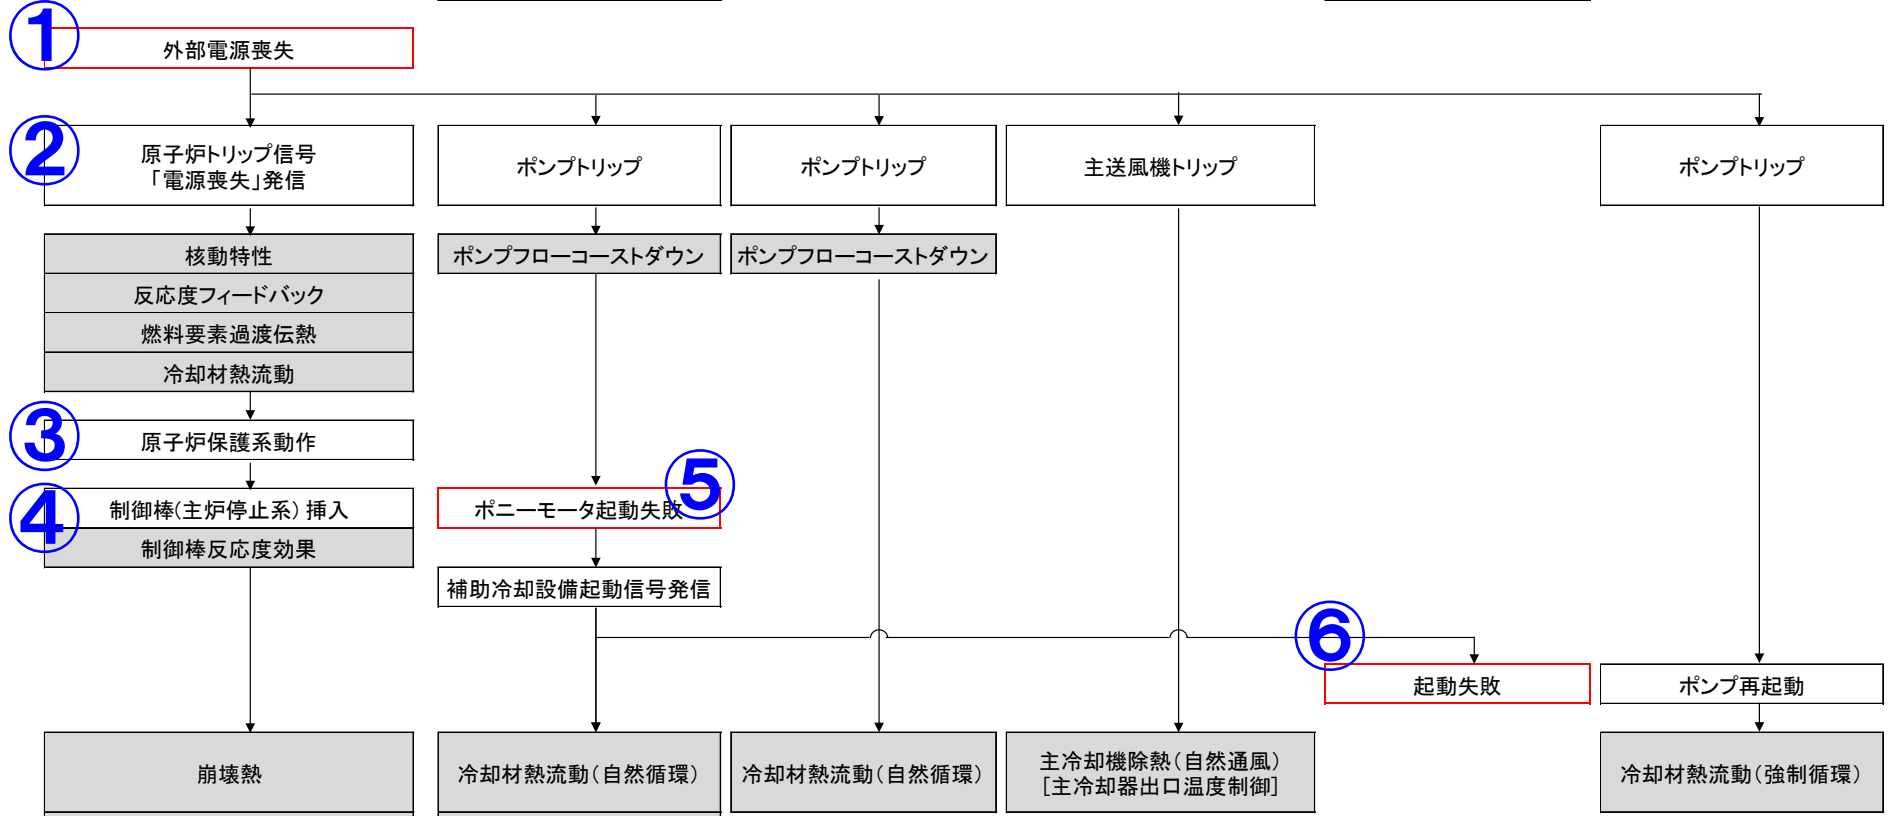 ①
外部電源喪失
②
原子炉トリップ信号
「電源喪失」発信
ポンプトリップ
ポンプトリップ
主送風機トリップ
ポンプトリップ
核動特性
ポンプフローコーストダウン
ポンプフローコーストダウン
反応度フィードバック
燃料要素過渡伝熱
冷却材熱流動
③
原子炉保護系動作
④
制御棒(主炉停止系)挿入
制御棒反応度効果
⑤
ポニーモータ起動失敗
補助冷却設備起動信号発信
⑥
起動失敗
ポンプ再起動
崩壊熱
冷却材熱流動(自然循環)
冷却材熱流動(自然循環)
主冷却機除熱(自然通風)
[主冷却器出口温度制御]
冷却材熱流動(強制循環)